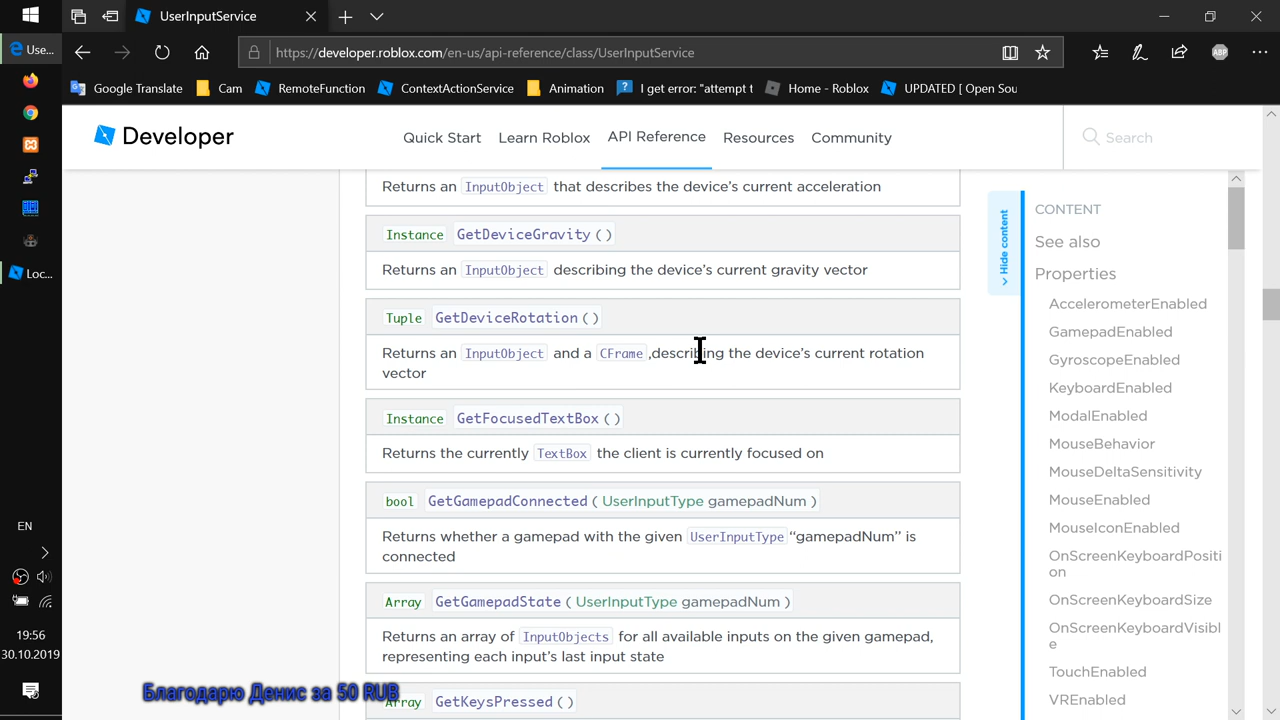 UserInputService
Use...
https://developer.roblox.com/en-us/api-reference/class/UserInputService
ABP
Google Translate Cam RemoteFunction ContextActionService Animation I get error: "attempt t Home - Roblox UPDATED [ Open Sou
Developer
Quick Start Learn Roblox API Reference Resources Community
Search
Returns an InputObject that describes the device's current acceleration
Instance GetDeviceGravity ( )
Returns an InputObject describing the device's current gravity vector
Tuple GetDeviceRotation ( )
Returns an InputObject and a CFrame ,describing the device's current rotation
vector
Instance GetFocusedTextBox ( )
Returns the currently TextBox the client is currently focused on
bool GetGamepadConnected ( UserInputType gamepadNum )
Returns whether a gamepad with the given UserInputType “gamepadNum” is
connected
Array GetGamepadState ( UserInputType gamepadNum )
Returns an array of InputObjects for all available inputs on the given gamepad,
representing each input's last input state
Array GetKeysPressed ( )
Hide content
CONTENT
See also
Properties
AccelerometerEnabled
GamepadEnabled
GyroscopeEnabled
KeyboardEnabled
ModalEnabled
MouseBehavior
MouseDeltaSensitivity
MouseEnabled
MouseIconEnabled
OnScreenKeyboardPositi
on
OnScreenKeyboardSize
OnScreenKeyboardVisibl
e
TouchEnabled
VREnabled
Loc...
EN
19:56
30.10.2019
Благодарю Денис за 50 RUB